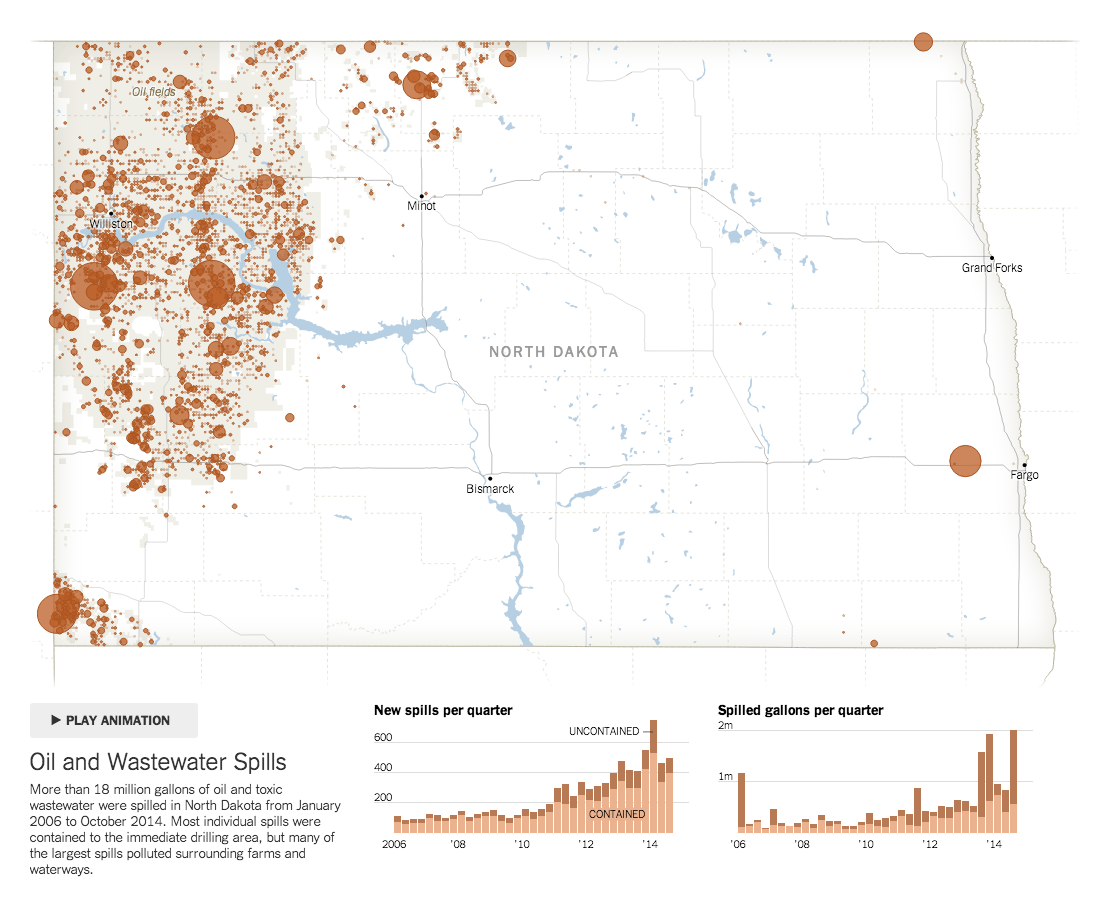 Oil fields
Williston
Minot
Grand Forks
NORTH DAKOTA
Bismarck
Fargo
▶ PLAY ANIMATION
Oil and Wastewater Spills
More than 18 million gallons of oil and toxic
wastewater were spilled in North Dakota from January
2006 to October 2014. Most individual spills were
contained to the immediate drilling area, but many of
the largest spills polluted surrounding farms and
waterways.
New spills per quarter
UNCONTAINED
600
400
200
CONTAINED
2006 '08 '10 '12 '14
Spilled gallons per quarter
2m
1m
'06 '08 '10 '12 '14